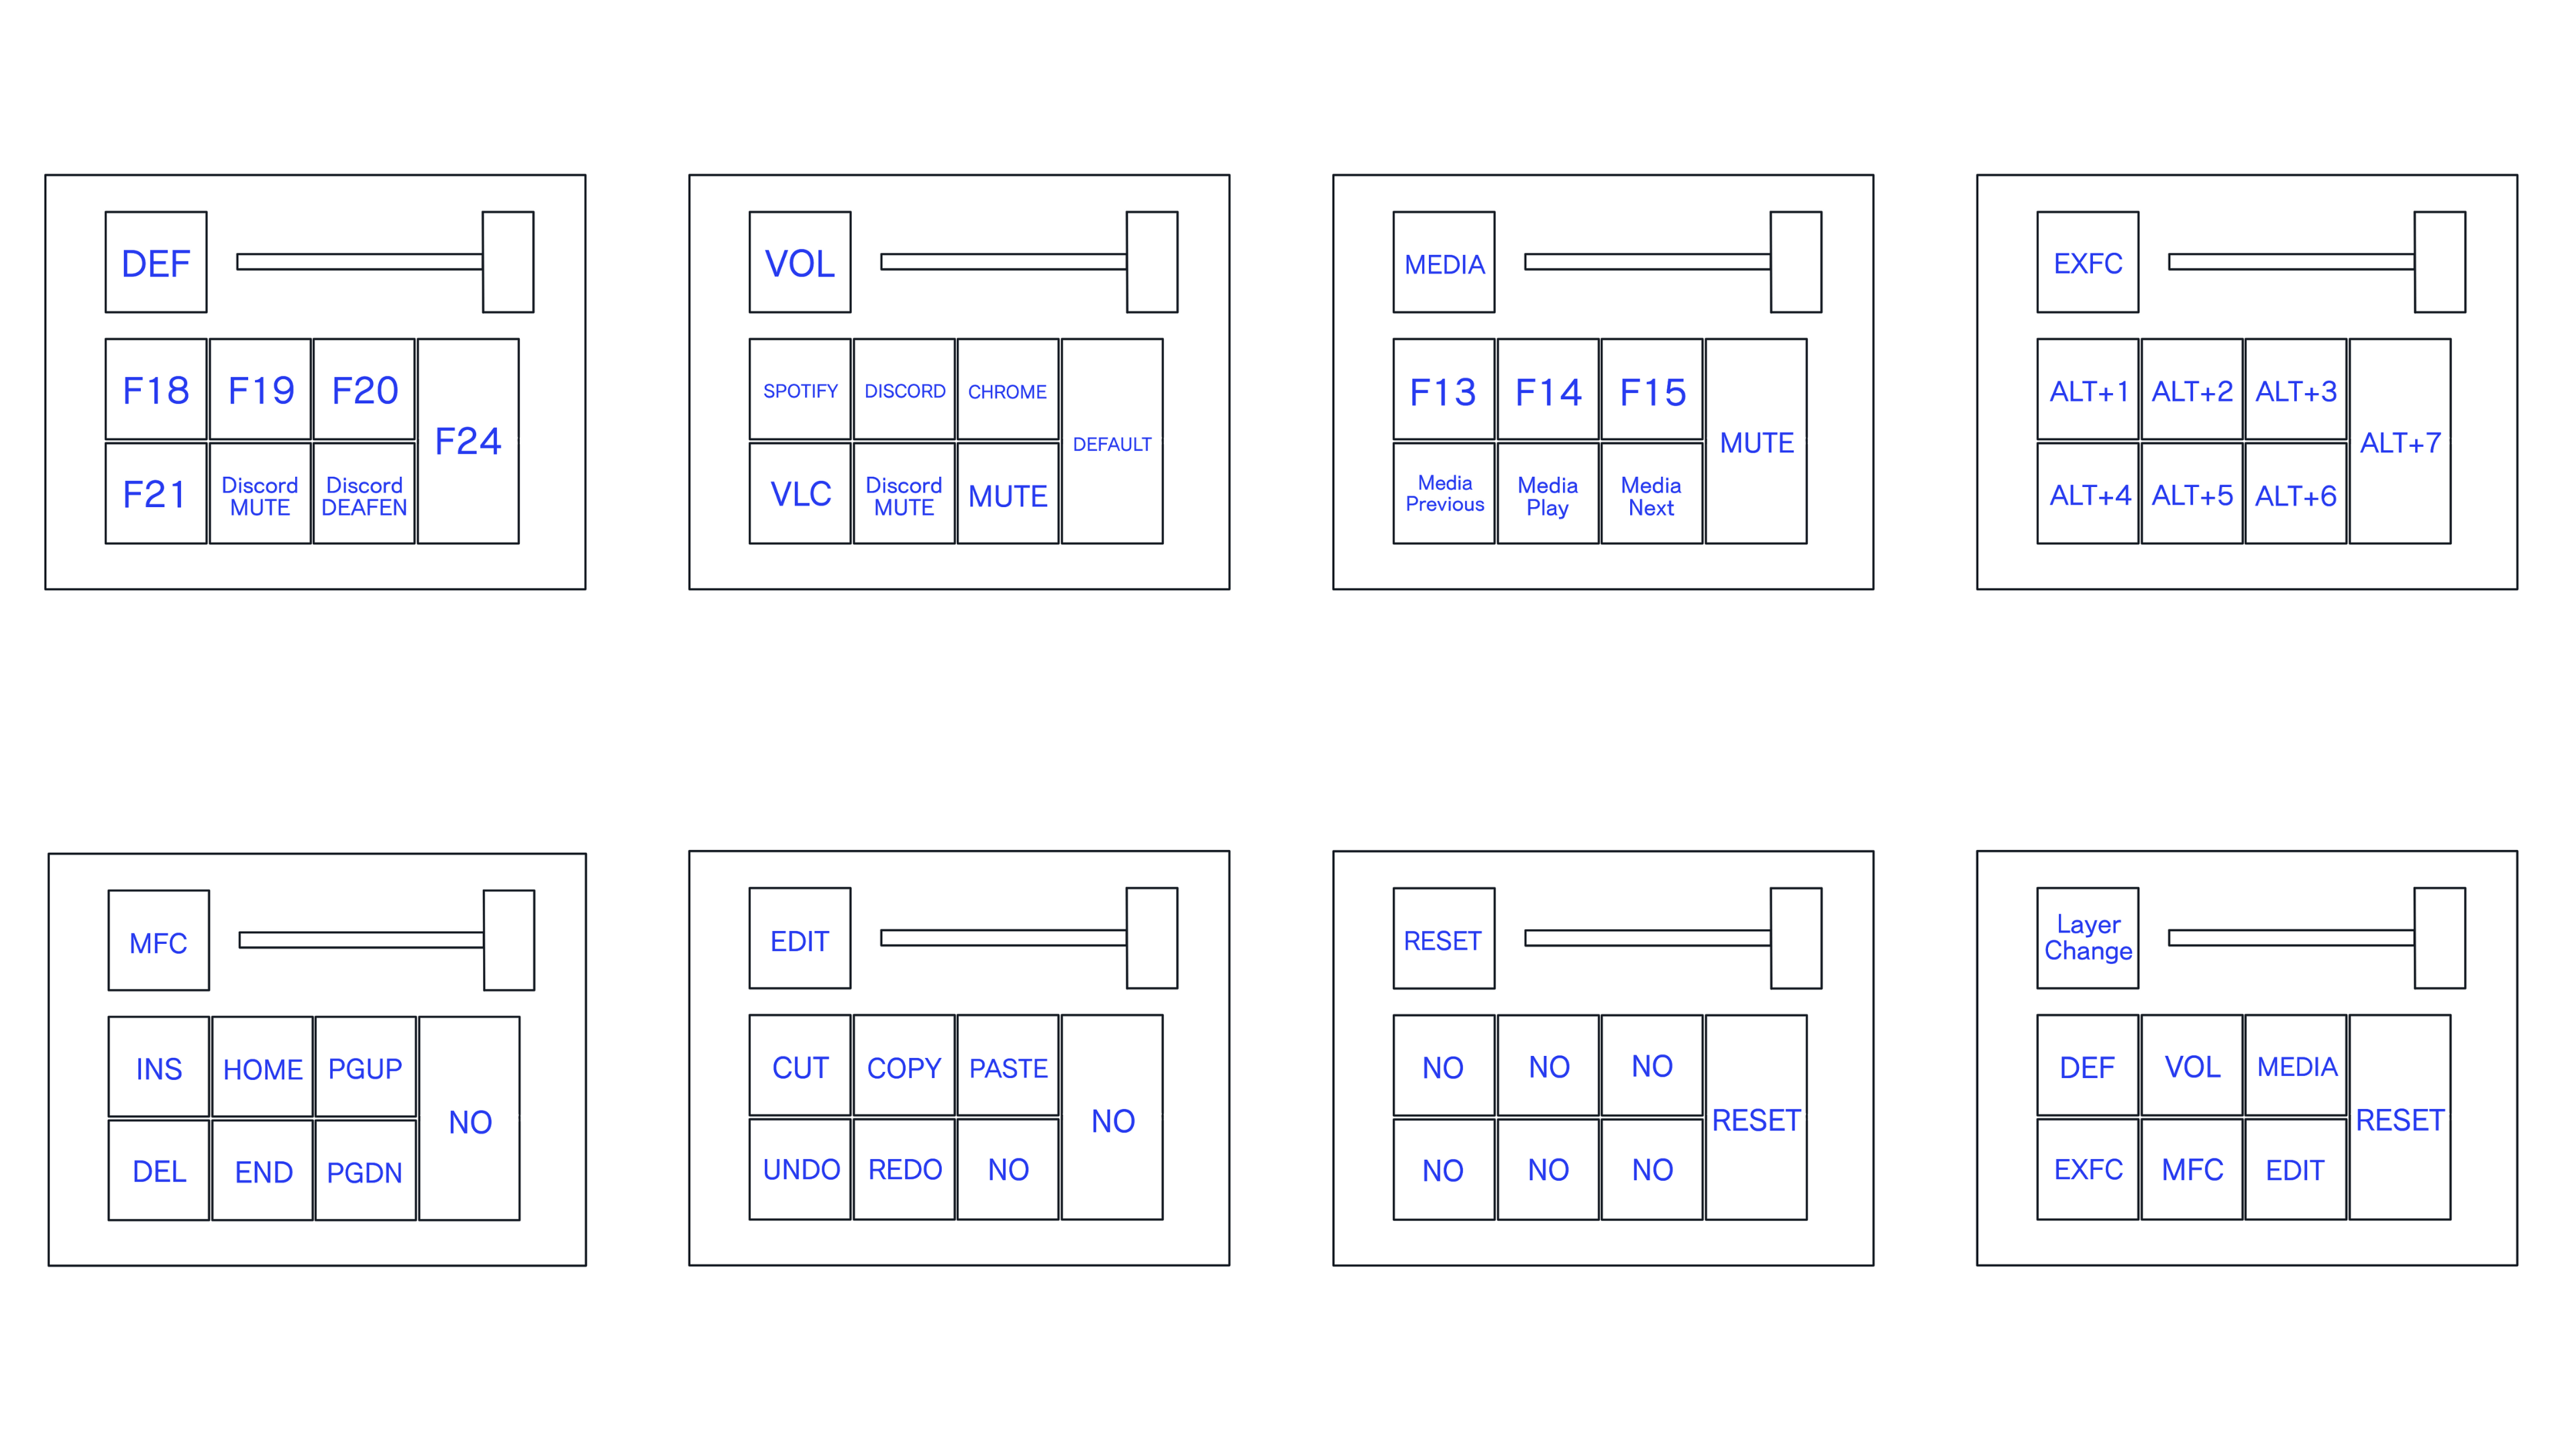 DEF
F18 F19 F20
F24
F21 Discord MUTE Discord DEAFEN
VOL
SPOTIFY DISCORD CHROME
DEFAULT
VLC Discord MUTE MUTE
MEDIA
F13 F14 F15
MUTE
Media Previous Media Play Media Next
EXFC
ALT+1 ALT+2 ALT+3
ALT+7
ALT+4 ALT+5 ALT+6
MFC
INS HOME PGUP
NO
DEL END PGDN
EDIT
CUT COPY PASTE
NO
UNDO REDO NO
RESET
NO NO NO
RESET
NO NO NO
Layer
Change
DEF VOL MEDIA
RESET
EXFC MFC EDIT